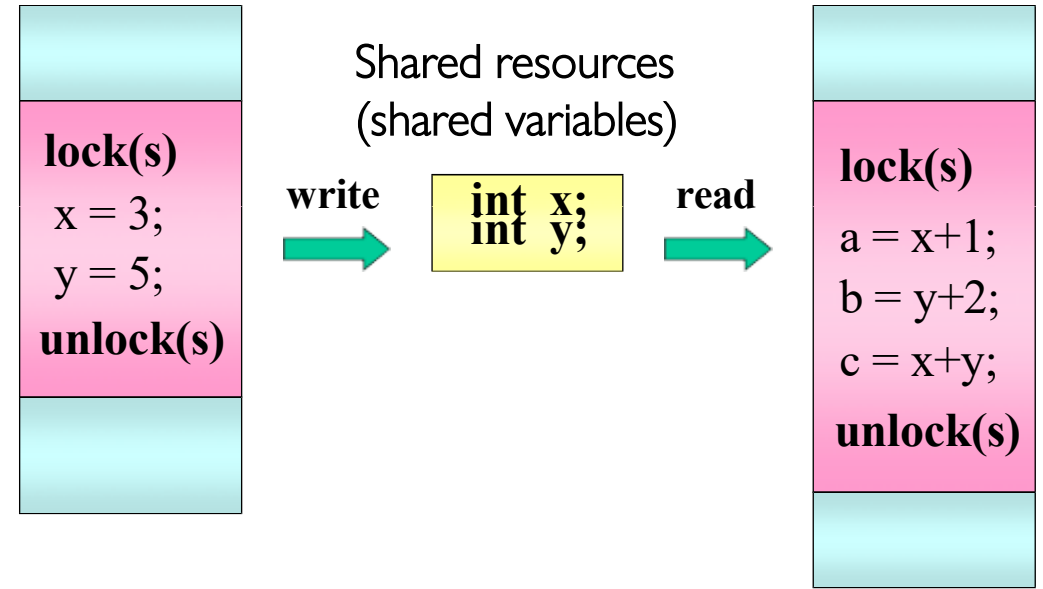 Shared resources
(shared variables)
lock(s)
x = 3;
y = 5;
unlock(s)
write
int x;
int y;
read
lock(s)
a = x+1;
b = y+2;
c = x+y;
unlock(s)